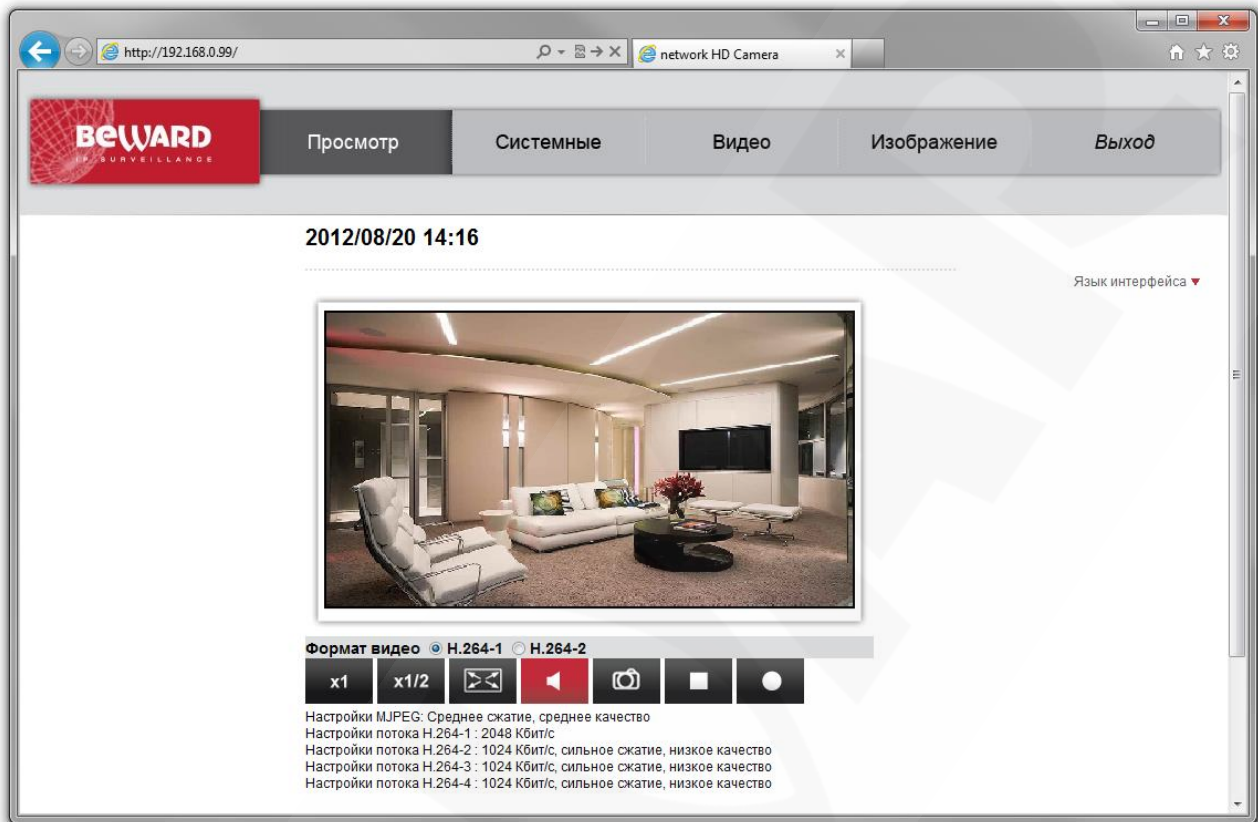 http://192.168.0.99/
network HD Camera
BEWARD
IP SURVEILLANCE
Просмотр
Системные
Видео
Изображение
Выход
2012/08/20 14:16
Язык интерфейса
Формат видео H.264-1 H.264-2
x1 x1/2
Настройки MJPEG: Среднее сжатие, среднее качество
Настройки потока H.264-1 : 2048 Кбит/с
Настройки потока H.264-2 : 1024 Кбит/с, сильное сжатие, низкое качество
Настройки потока H.264-3 : 1024 Кбит/с, сильное сжатие, низкое качество
Настройки потока H.264-4 : 1024 Кбит/с, сильное сжатие, низкое качество